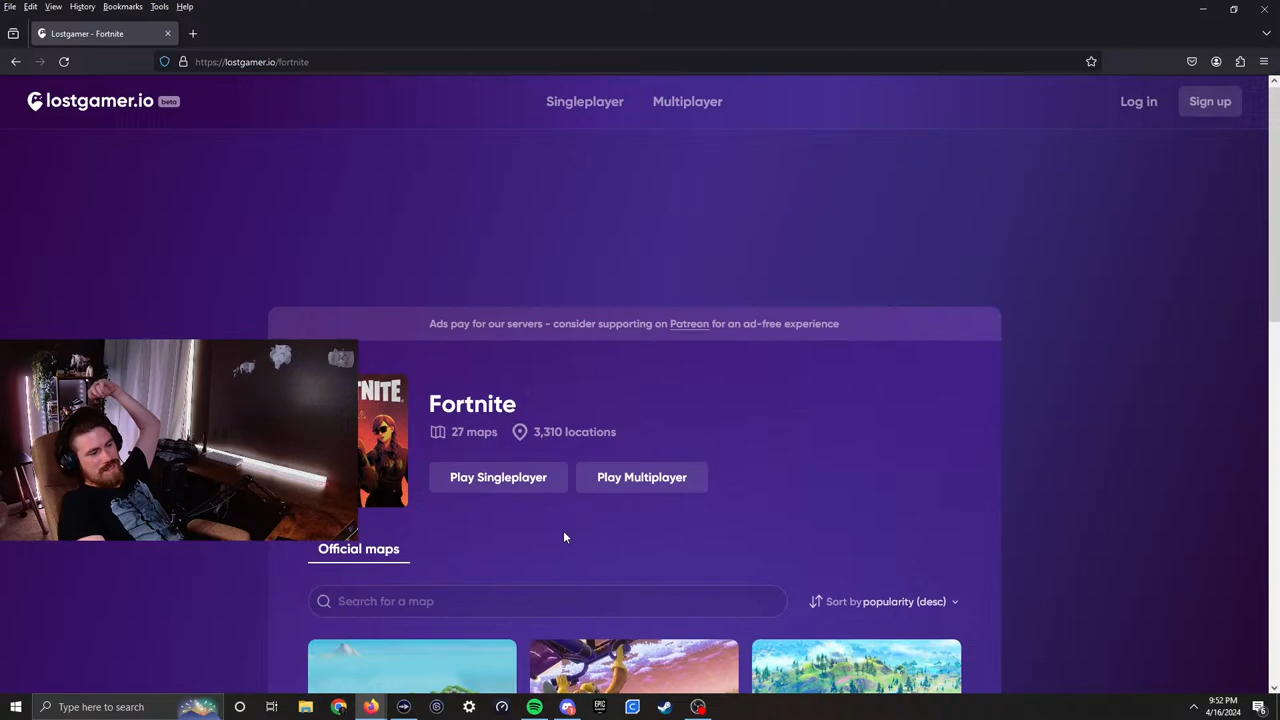 File Edit View History Bookmarks Tools Help
Lostgamer - Fortnite
https://lostgamer.io/fortnite
lostgamer.io beta
Singleplayer
Multiplayer
Log in
Sign up
Ads pay for our servers - consider supporting on Patreon for an ad-free experience
Fortnite
27 maps
3,310 locations
Play Singleplayer
Play Multiplayer
Official maps
Search for a map
Sort by popularity (desc)
Type here to search
EPIC
9:52 PM
4/16/2024